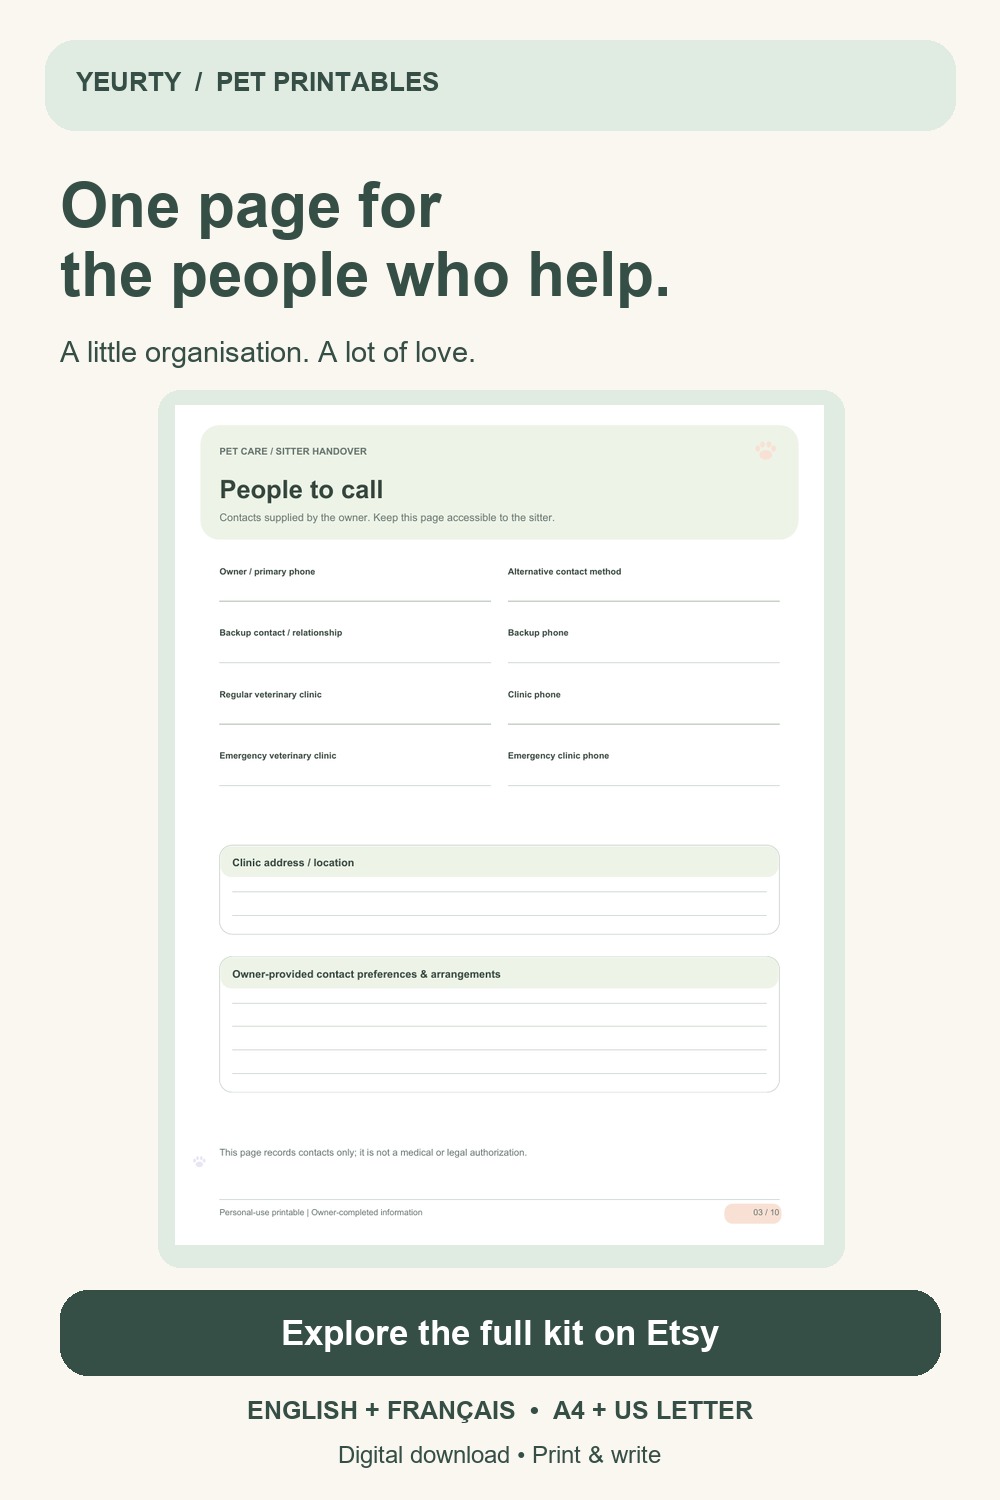 YEURTY / PET PRINTABLES
One page for
the people who help.
A little organisation. A lot of love.
PET CARE / SITTER HANDOVER
People to call
Contacts supplied by the owner. Keep this page accessible to the sitter.
Owner / primary phone
Alternative contact method
Backup contact / relationship
Backup phone
Regular veterinary clinic
Clinic phone
Emergency veterinary clinic
Emergency clinic phone
Clinic address / location
Owner-provided contact preferences & arrangements
This page records contacts only; it is not a medical or legal authorization.
Personal-use printable | Owner-completed information
03 / 10
Explore the full kit on Etsy
ENGLISH + FRANÇAIS • A4 + US LETTER
Digital download • Print & write